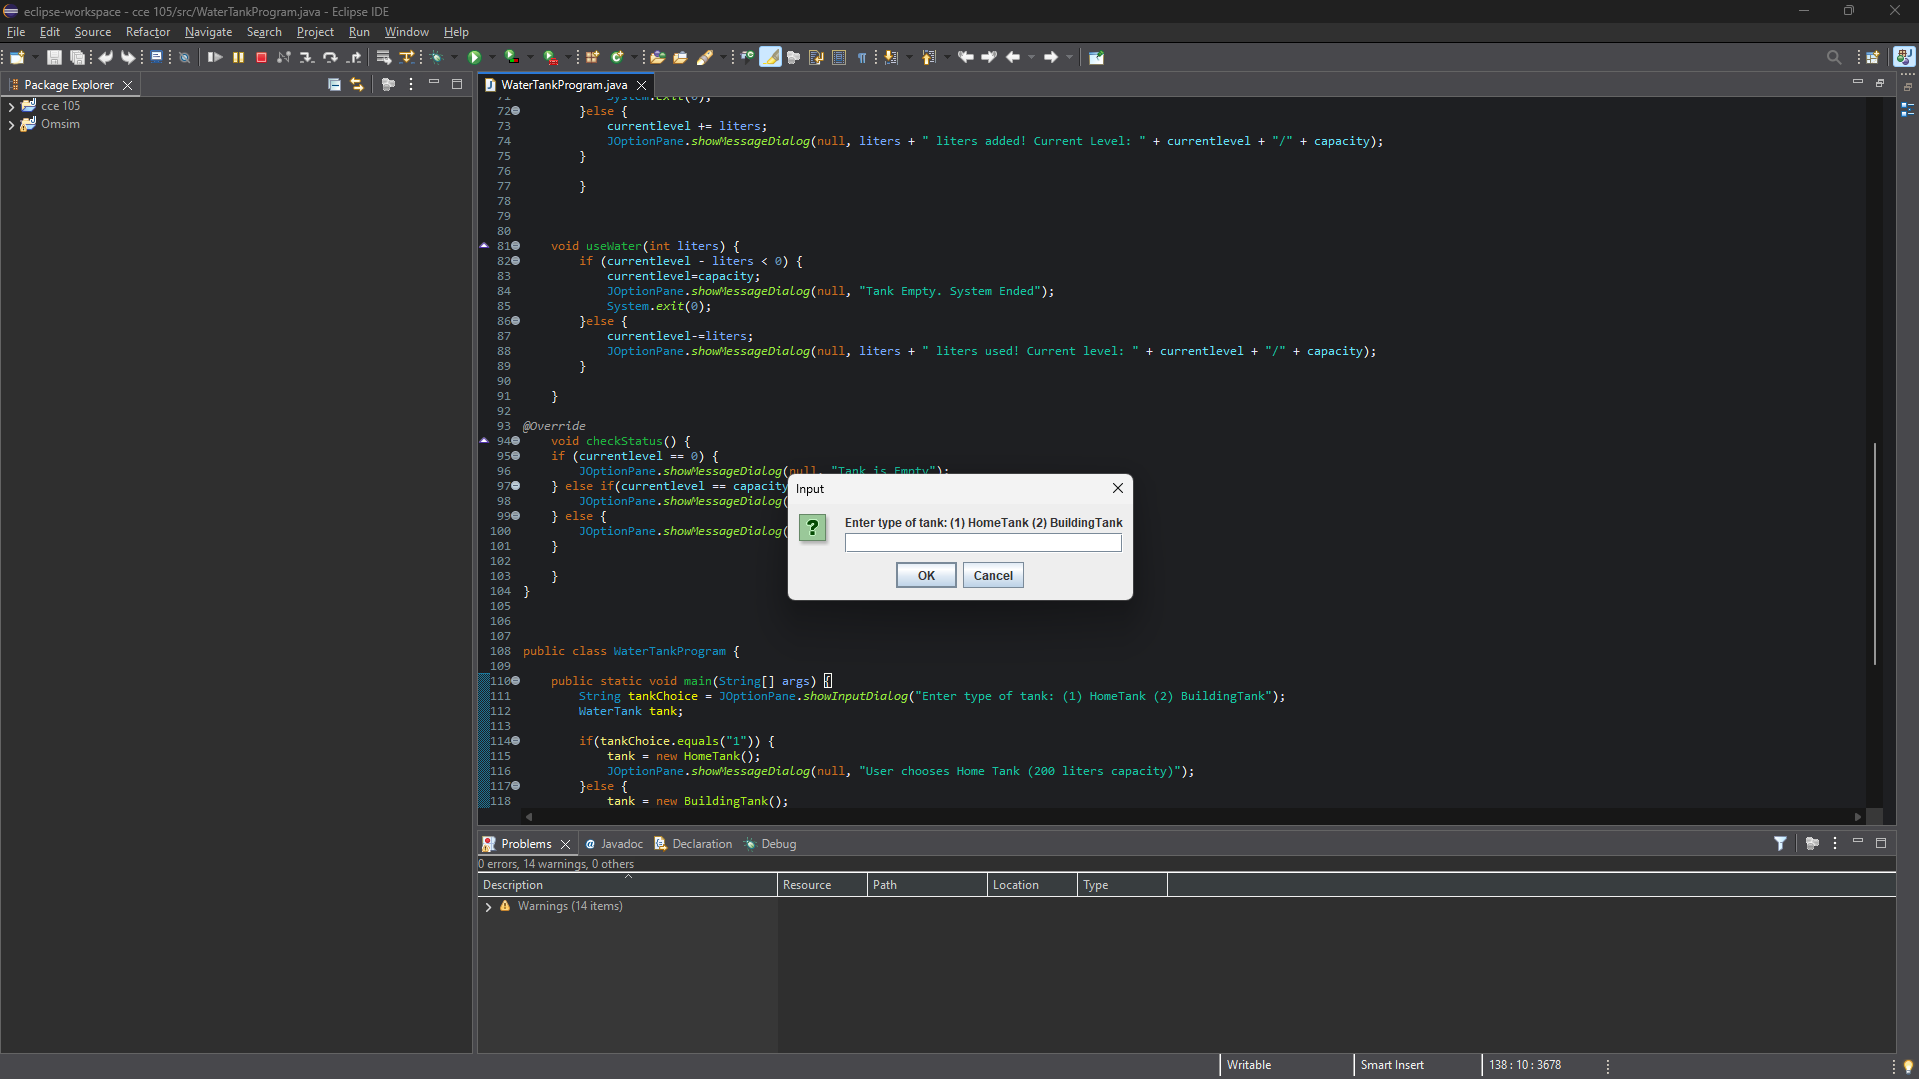 eclipse-workspace - cce 105/src/WaterTankProgram.java - Eclipse IDE
File Edit Source Refactor Navigate Search Project Run Window Help
Package Explorer
WaterTankProgram.java
cce 105
Omsim
71 System.exit(0);
72 }else {
73 currentlevel += liters;
74 JOptionPane.showMessageDialog(null, liters + " liters added! Current Level: " + currentlevel + "/" + capacity);
75 }
76
77 }
78
79
80
81 void useWater(int liters) {
82 if (currentlevel - liters < 0) {
83 currentlevel=capacity;
84 JOptionPane.showMessageDialog(null, "Tank Empty. System Ended");
85 System.exit(0);
86 }else {
87 currentlevel-=liters;
88 JOptionPane.showMessageDialog(null, liters + " liters used! Current level: " + currentlevel + "/" + capacity);
89 }
90
91 }
92
93 @Override
94 void checkStatus() {
95 if (currentlevel == 0) {
96 JOptionPane.showMessageDialog(null, "Tank is Empty");
97 } else if(currentlevel == capacity
98 JOptionPane.showMessageDialog(
99 } else {
100 JOptionPane.showMessageDialog(
101 }
102
103 }
104 }
105
106
107
108 public class WaterTankProgram {
109
110 public static void main(String[] args) {
111 String tankChoice = JOptionPane.showInputDialog("Enter type of tank: (1) HomeTank (2) BuildingTank");
112 WaterTank tank;
113
114 if(tankChoice.equals("1")) {
115 tank = new HomeTank();
116 JOptionPane.showMessageDialog(null, "User chooses Home Tank (200 liters capacity)");
117 }else {
118 tank = new BuildingTank();
Input
Enter type of tank: (1) HomeTank (2) BuildingTank
OK Cancel
Problems Javadoc Declaration Debug
0 errors, 14 warnings, 0 others
Description Resource Path Location Type
Warnings (14 items)
Writable Smart Insert 138 : 10 : 3678